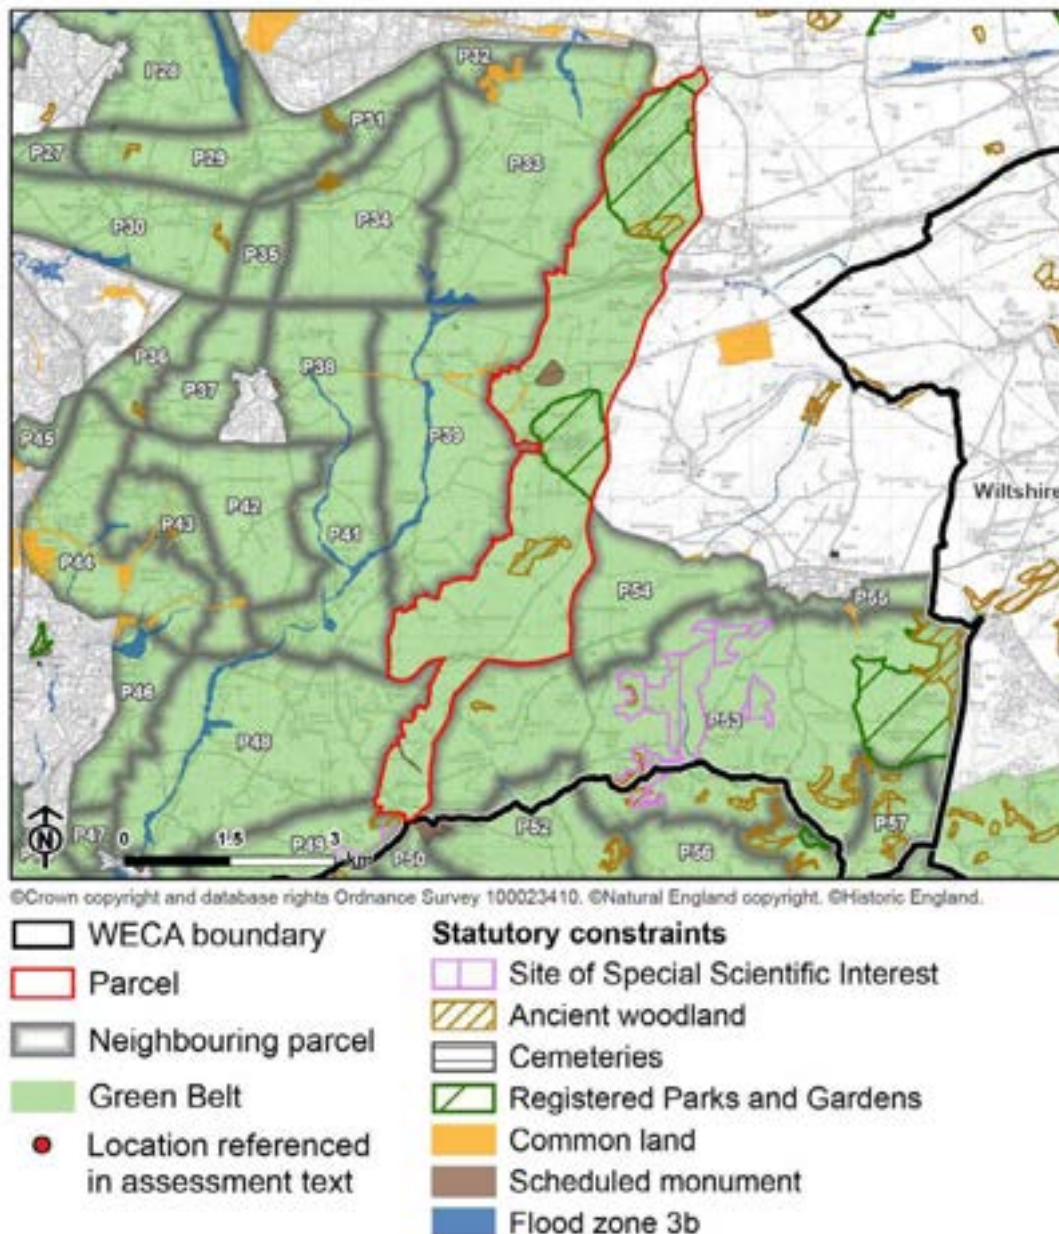 P28
P32
P31
P27
P29
P33
P30
P34
P35
P36
P38
P37
P45
P39
Wiltshire
P42
P43
P41
P44
P54
P55
P46
P53
P48
P47
0 1.5 3
km
P49
P50
P52
P56
P57
N
©Crown copyright and database rights Ordnance Survey 100023410. ©Natural England copyright. ©Historic England.
WECA boundary
Parcel
Neighbouring parcel
Green Belt
Location referenced
in assessment text
Statutory constraints
Site of Special Scientific Interest
Ancient woodland
Cemeteries
Registered Parks and Gardens
Common land
Scheduled monument
Flood zone 3b